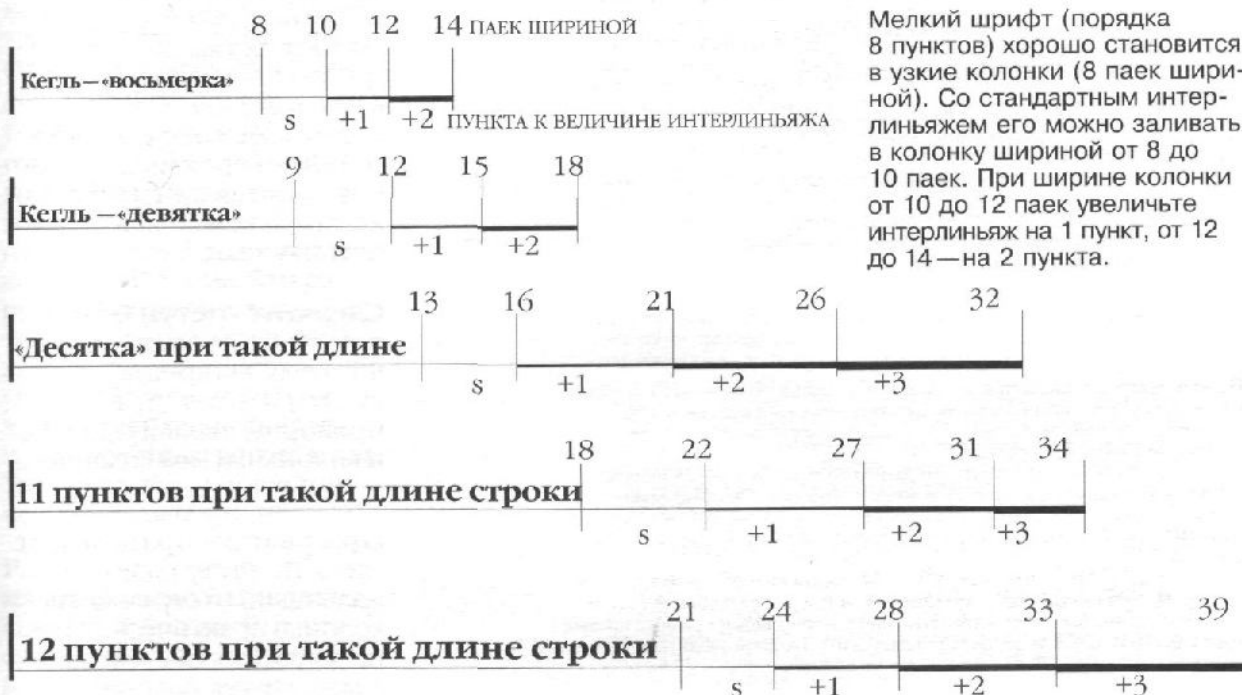 8 10 12 14 ПАЕК ШИРИНОЙ
Кегль—«восьмерка»
s +1 +2 ПУНКТА К ВЕЛИЧИНЕ ИНТЕРЛИНЬЯЖА
9 12 15 18
Кегль—«девятка»
s +1 +2
Мелкий шрифт (порядка
8 пунктов) хорошо становится
в узкие колонки (8 паек шири-
ной). Со стандартным интер-
линьяжем его можно заливать
в колонку шириной от 8 до
10 паек. При ширине колонки
от 10 до 12 паек увеличьте
интерлиньяж на 1 пункт, от 12
до 14—на 2 пункта.
13 16 21 26 32
«Десятка» при такой длине
s +1 +2 +3
18 22 27 31 34
11 пунктов при такой длине строки
s +1 +2 +3
21 24 28 33 39
12 пунктов при такой длине строки
s +1 +2 +3